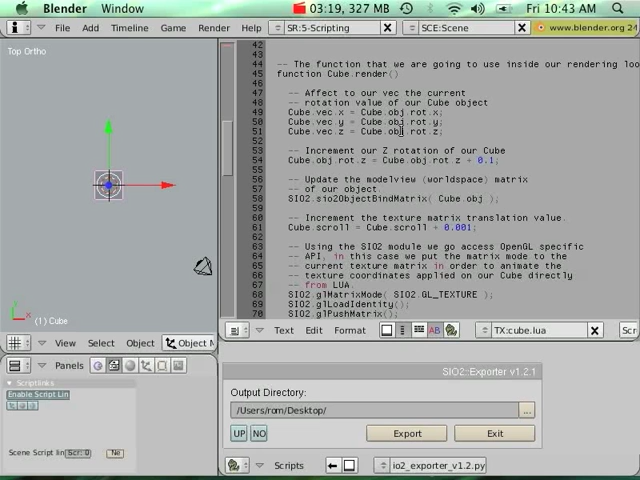 Blender Window 03:19, 327 MB Fri 10:43 AM
File Add Timeline Game Render Help SR:5-Scripting SCE:Scene www.blender.org 24
Top Ortho
42
43
44 -- The function that we are going to use inside our rendering loo
45 function Cube.render()
46
47 -- Affect to our vec the current
48 -- rotation value of our Cube object
49 Cube.vec.x = Cube.obj.rot.x;
50 Cube.vec.y = Cube.obj.rot.y;
51 Cube.vec.z = Cube.obj.rot.z;
52
53 -- Increment our Z rotation of our Cube
54 Cube.obj.rot.z = Cube.obj.rot.z + 0.1;
55
56 -- Update the modelview (worldspace) matrix
57 -- of our object.
58 SIO2.sio2ObjectBindMatrix( Cube.obj );
59
60 -- Increment the texture matrix translation value.
61 Cube.scroll = Cube.scroll + 0.001;
62
63 -- Using the SIO2 module we go access OpenGL specific
64 -- API, in this case we put the matrix mode to the
65 -- current texture matrix in order to animate the
66 -- texture coordinates applied on our Cube directly
67 -- from LUA.
68 SIO2.glMatrixMode( SIO2.GL_TEXTURE );
69 SIO2.glLoadIdentity();
70 SIO2.glPushMatrix();
(1) Cube
View Select Object Object M
Text Edit Format AB TX:cube.lua Scr
Panels
Scriptlinks
Enable Script Lin
Scene Script lin Scr: 0 Ne
SIO2::Exporter v1.2.1
Output Directory:
/Users/rom/Desktop/ ...
UP NO Export Exit
Scripts io2_exporter_v1.2.py